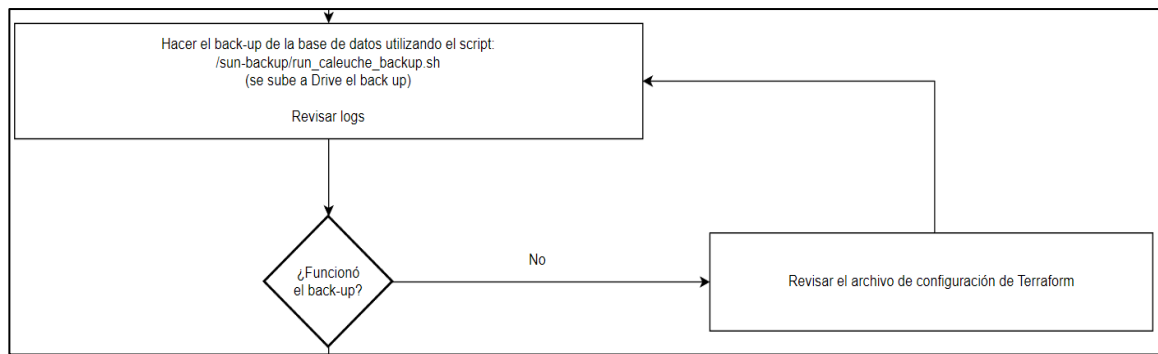 Hacer el back-up de la base de datos utilizando el script:
/sun-backup/run_caleuche_backup.sh
(se sube a Drive el back up)
Revisar logs
¿Funcionó
el back-up?
No
Revisar el archivo de configuración de Terraform